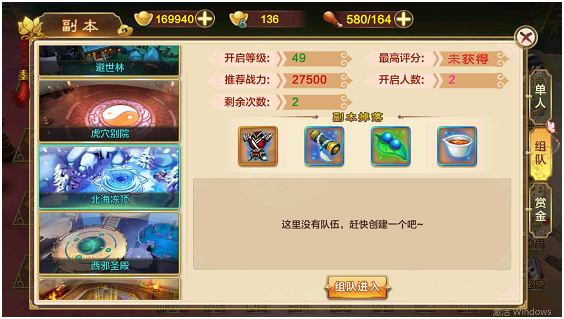 副本
169940
136
580/164
避世林
虎穴别院
北海冻顶
西邪圣殿
开启等级: 49
最高评分: 未获得
推荐战力: 27500
开启人数: 2
剩余次数: 2
副本掉落
这里没有队伍，赶快创建一个吧~
组队进入
单人
组队
赏金
激活 Windows